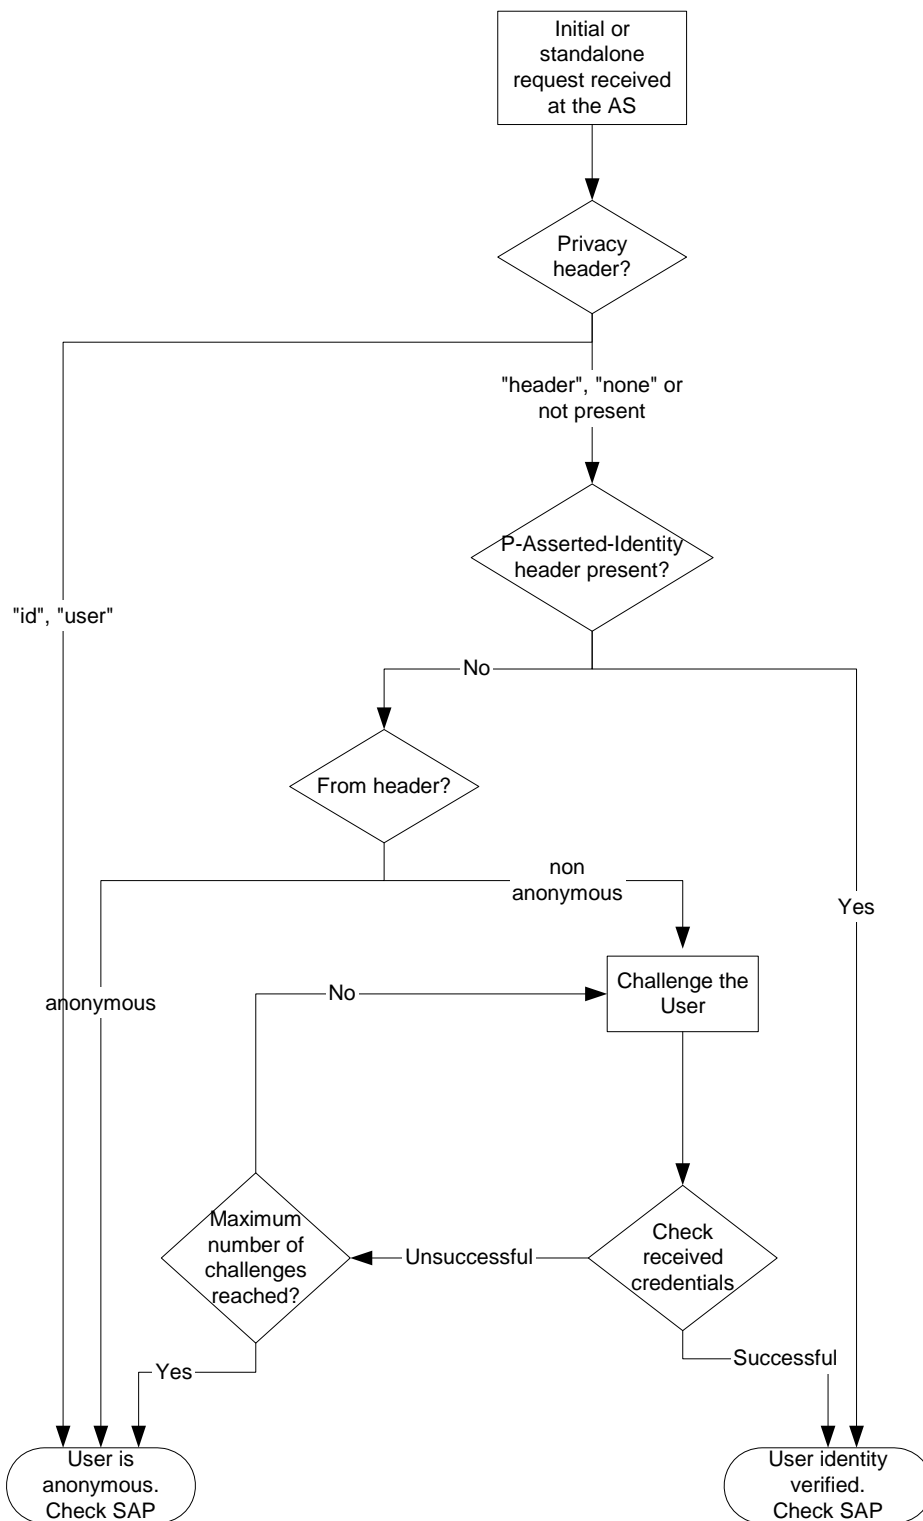 Initial or
standalone
request received
at the AS
Privacy
header?
"header", "none" or
not present
P-Asserted-Identity
header present?
"id", "user"
No
From header?
non
anonymous
Yes
anonymous
No
Challenge the
User
Maximum
number of
challenges
reached?
Unsuccessful
Check
received
credentials
Yes
Successful
User is
anonymous.
Check SAP
User identity
verified.
Check SAP